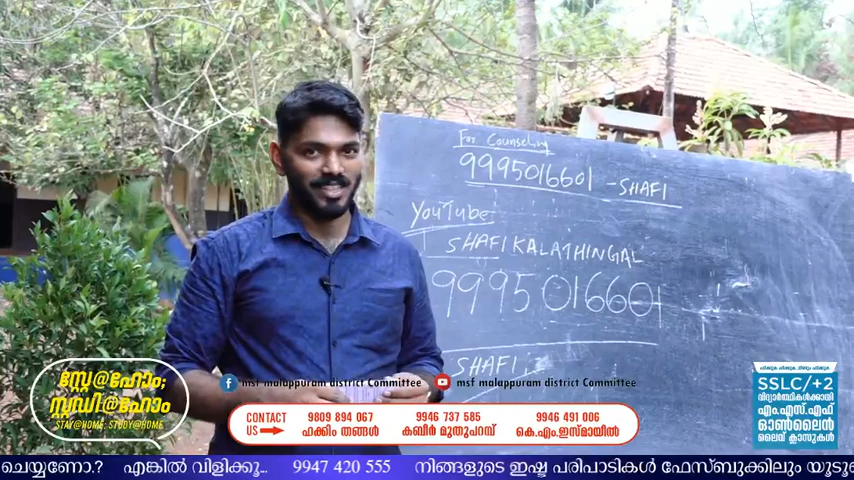 For Counseling
9995016601 - SHAFI
YouTube
SHAFI KALATHINGAL
9995016601
SHAFI
സ്റ്റേ@ഹോം;
സ്റ്റഡി@ഹോം
STAY@HOME; STUDY@HOME
msf malappuram district Committee
msf malappuram district Committee
CONTACT US
9809 894 067
ഹക്കിം തങ്ങൾ
9946 737 585
കബീർ മുതുപറമ്പ്
9946 491 006
കെ.എം.ഇസ്മായിൽ
SSLC/+2
വിദ്യാർത്ഥികൾക്കായി
എം.എസ്.എഫ്
ഓൺലൈൻ
ലൈവ് ക്ലാസുകൾ
ചെയ്യണോ.? എങ്കിൽ വിളിക്കൂ... 9947 420 555 നിങ്ങളുടെ ഇഷ്ട പരിപാടികൾ ഫേസ്ബുക്കിലും യൂടൂ